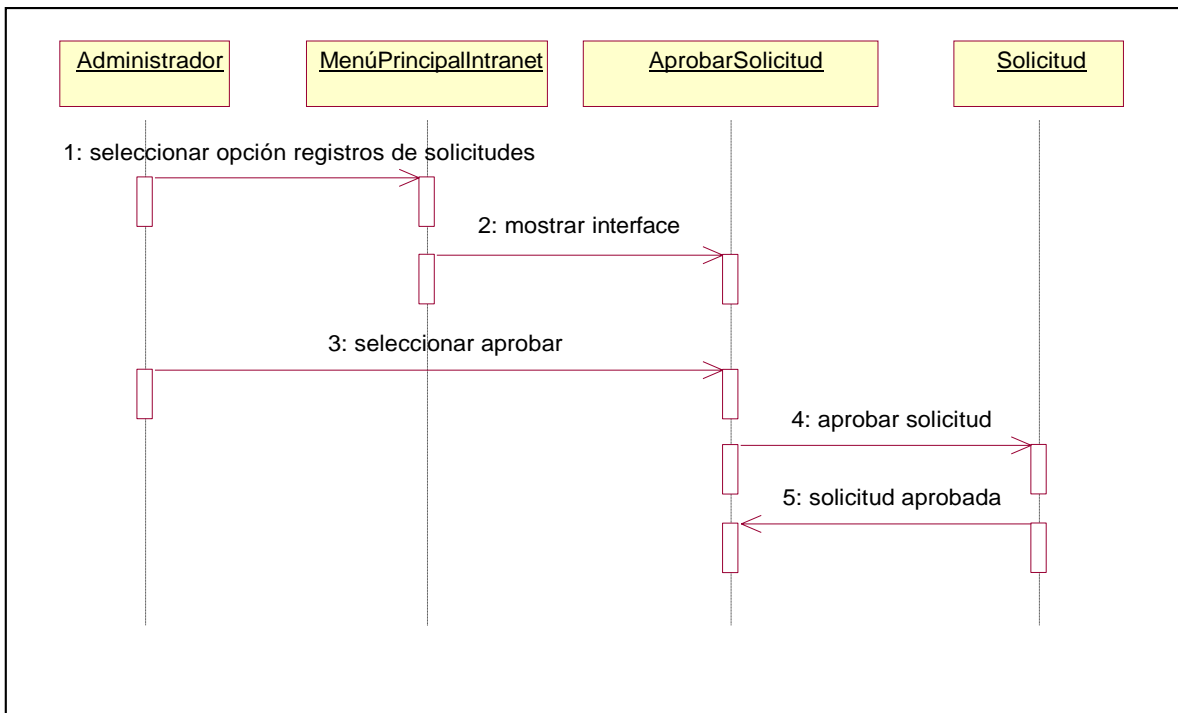 Administrador
MenúPrincipalIntranet
AprobarSolicitud
Solicitud
1: seleccionar opción registros de solicitudes
2: mostrar interface
3: seleccionar aprobar
4: aprobar solicitud
5: solicitud aprobada